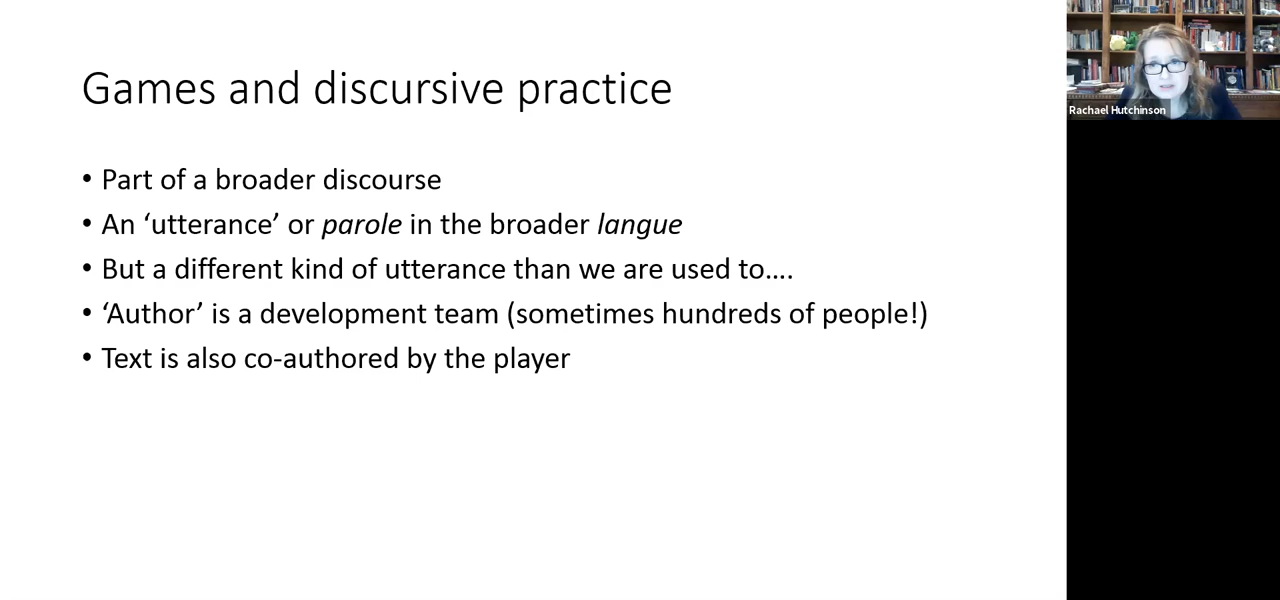 Games and discursive practice
• Part of a broader discourse
• An ‘utterance’ or parole in the broader langue
• But a different kind of utterance than we are used to....
• ‘Author’ is a development team (sometimes hundreds of people!)
• Text is also co-authored by the player
Rachael Hutchinson